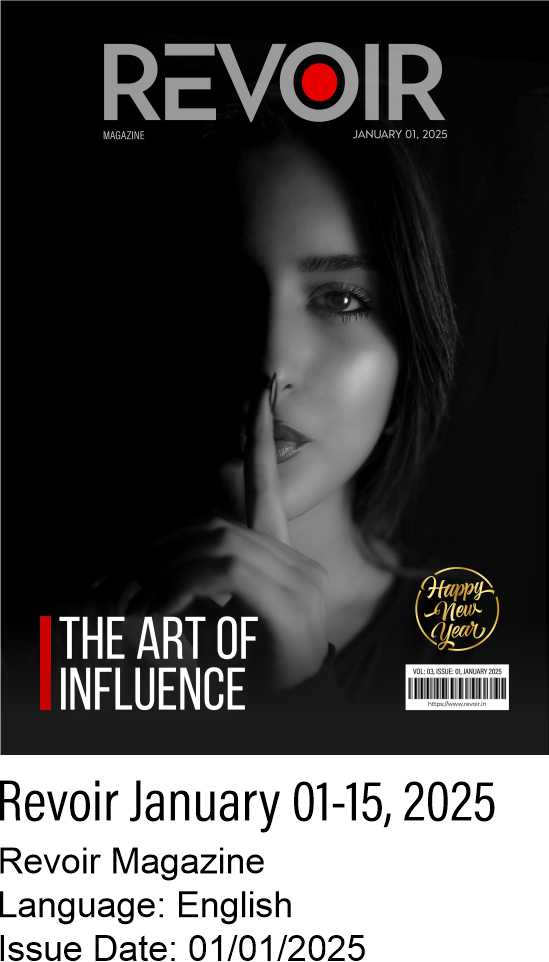 REVOIR
MAGAZINE JANUARY 01, 2025
Happy
New
Year
THE ART OF
INFLUENCE
VOL: 03, ISSUE: 01, JANUARY 2025
https://www.revoir.in
Revoir January 01-15, 2025
Revoir Magazine
Language: English
Issue Date: 01/01/2025